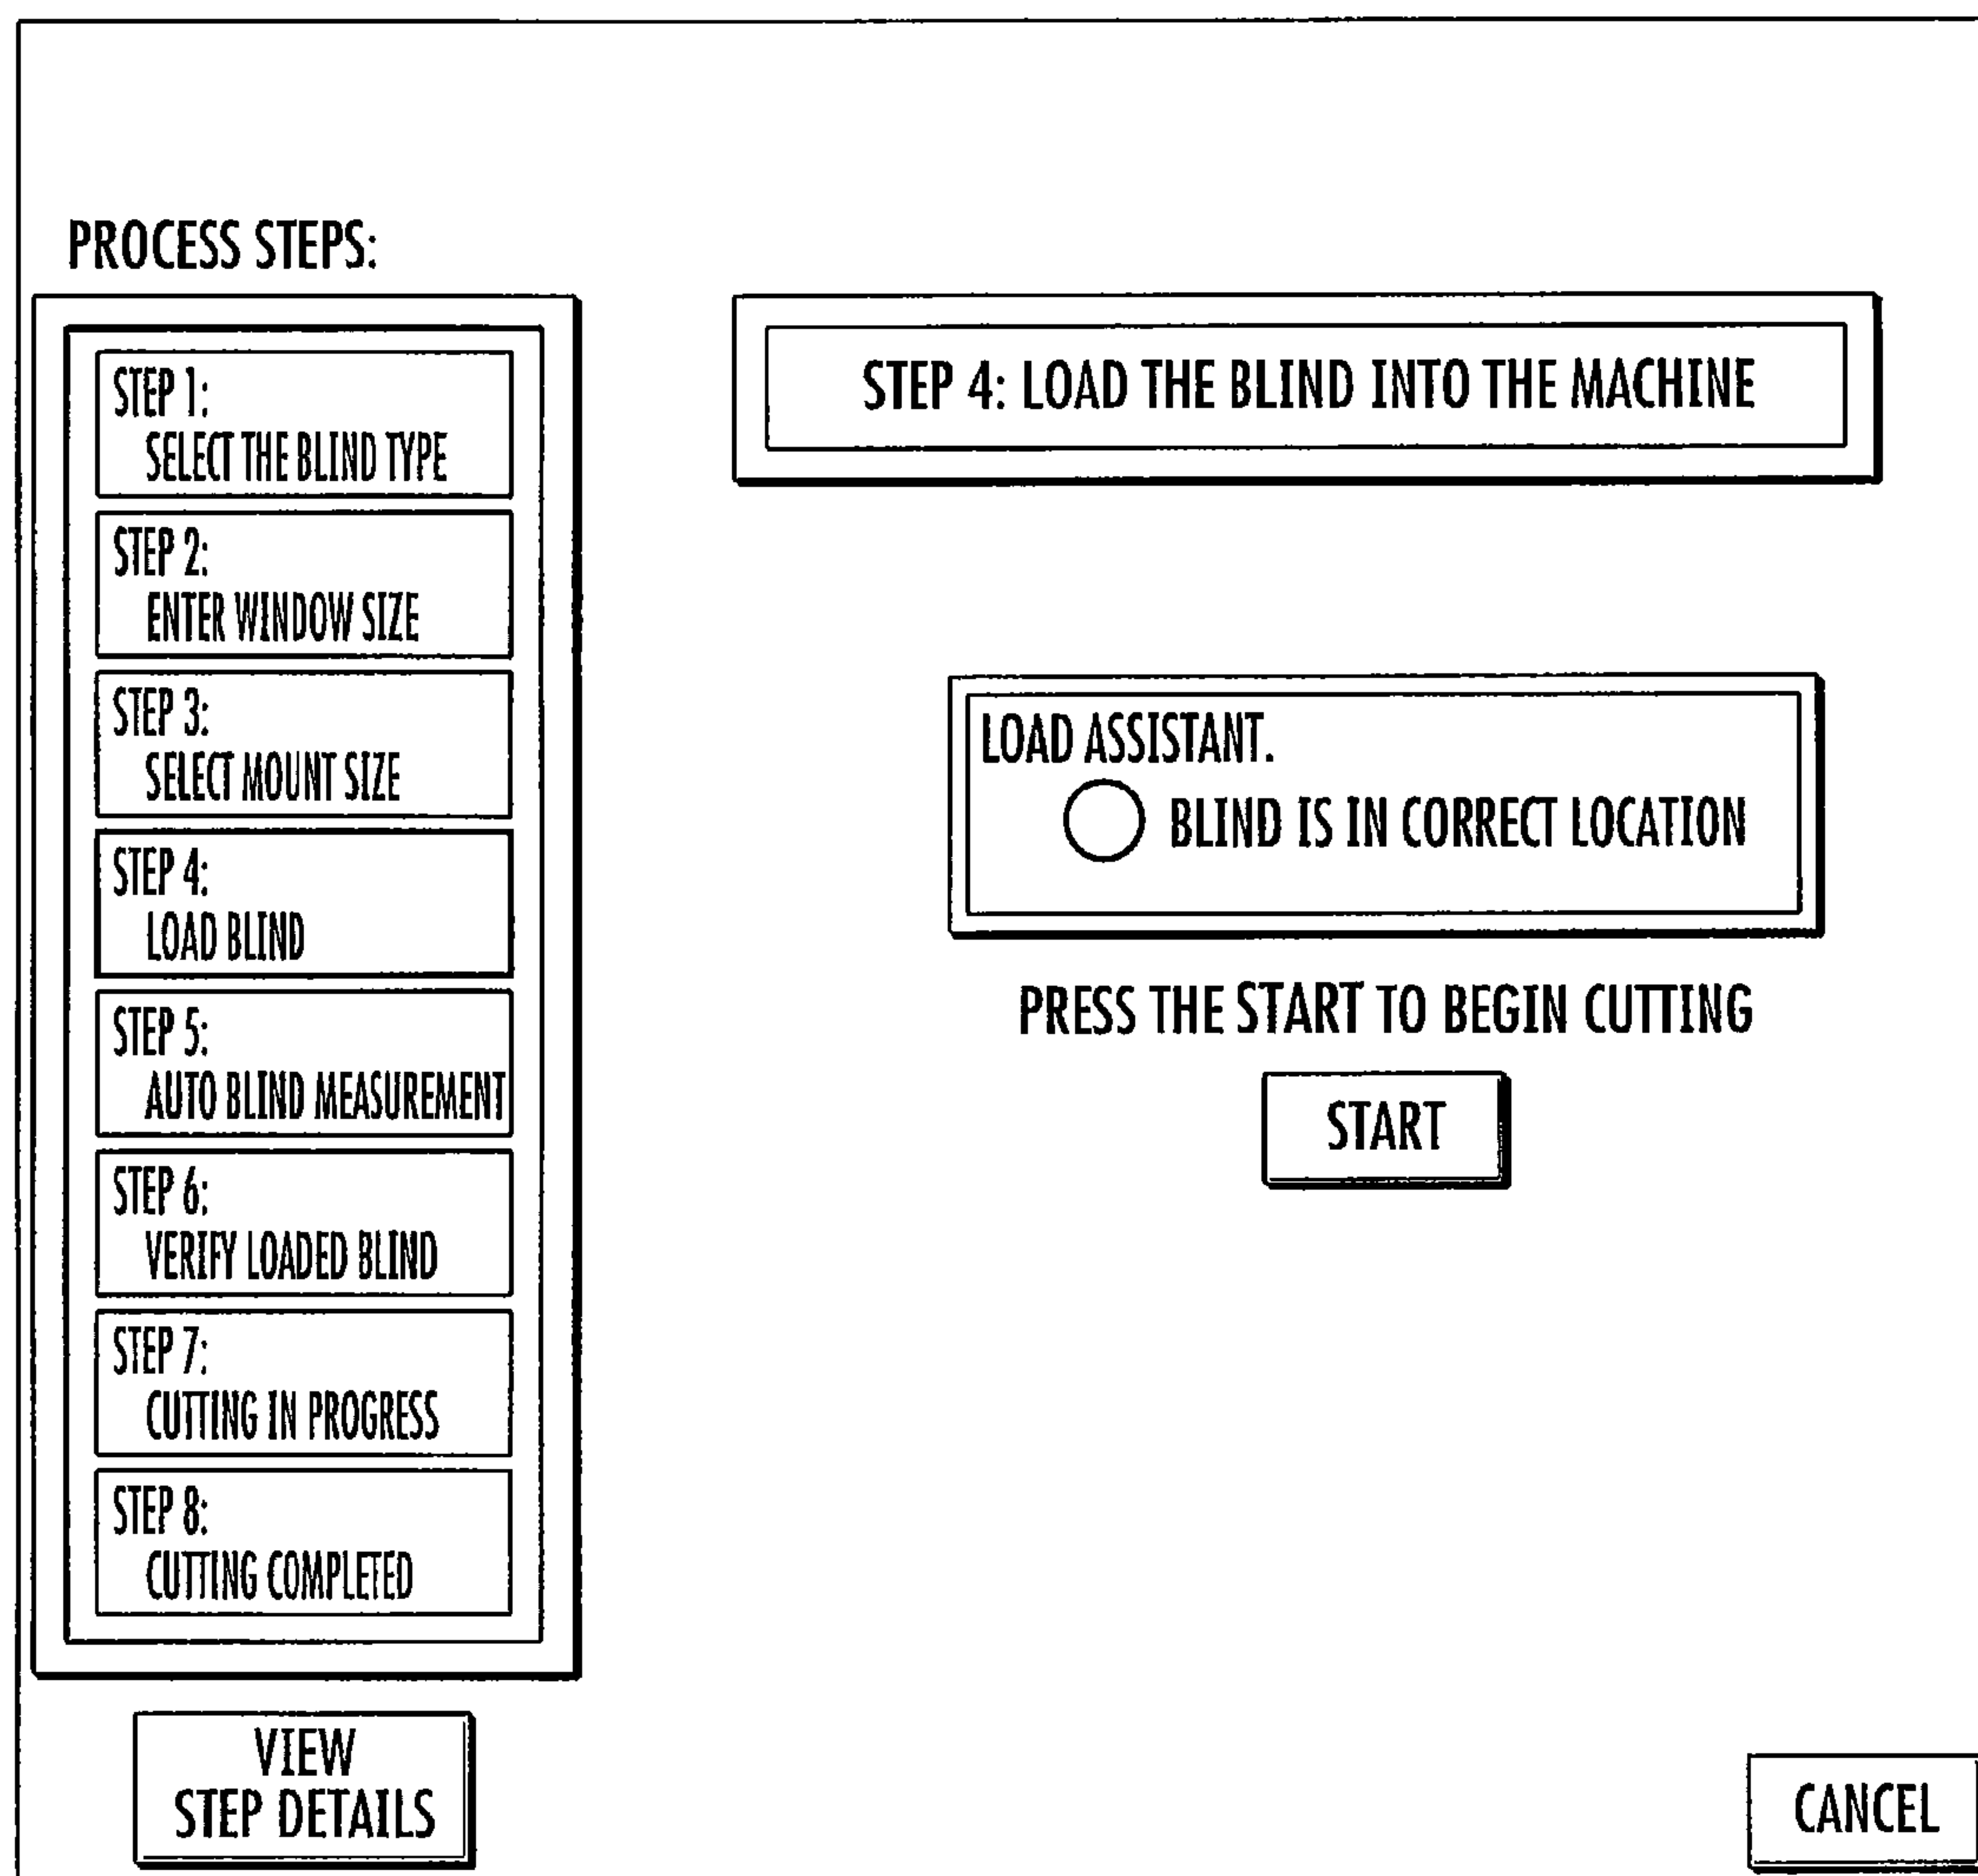 PROCESS STEPS:
STEP 1:
SELECT THE BLIND TYPE
STEP 2:
ENTER WINDOW SIZE
STEP 3:
SELECT MOUNT SIZE
STEP 4:
LOAD BLIND
STEP 5:
AUTO BLIND MEASUREMENT
STEP 6:
VERIFY LOADED BLIND
STEP 7:
CUTTING IN PROGRESS
STEP 8:
CUTTING COMPLETED
VIEW
STEP DETAILS
STEP 4: LOAD THE BLIND INTO THE MACHINE
LOAD ASSISTANT.
BLIND IS IN CORRECT LOCATION
PRESS THE START TO BEGIN CUTTING
START
CANCEL